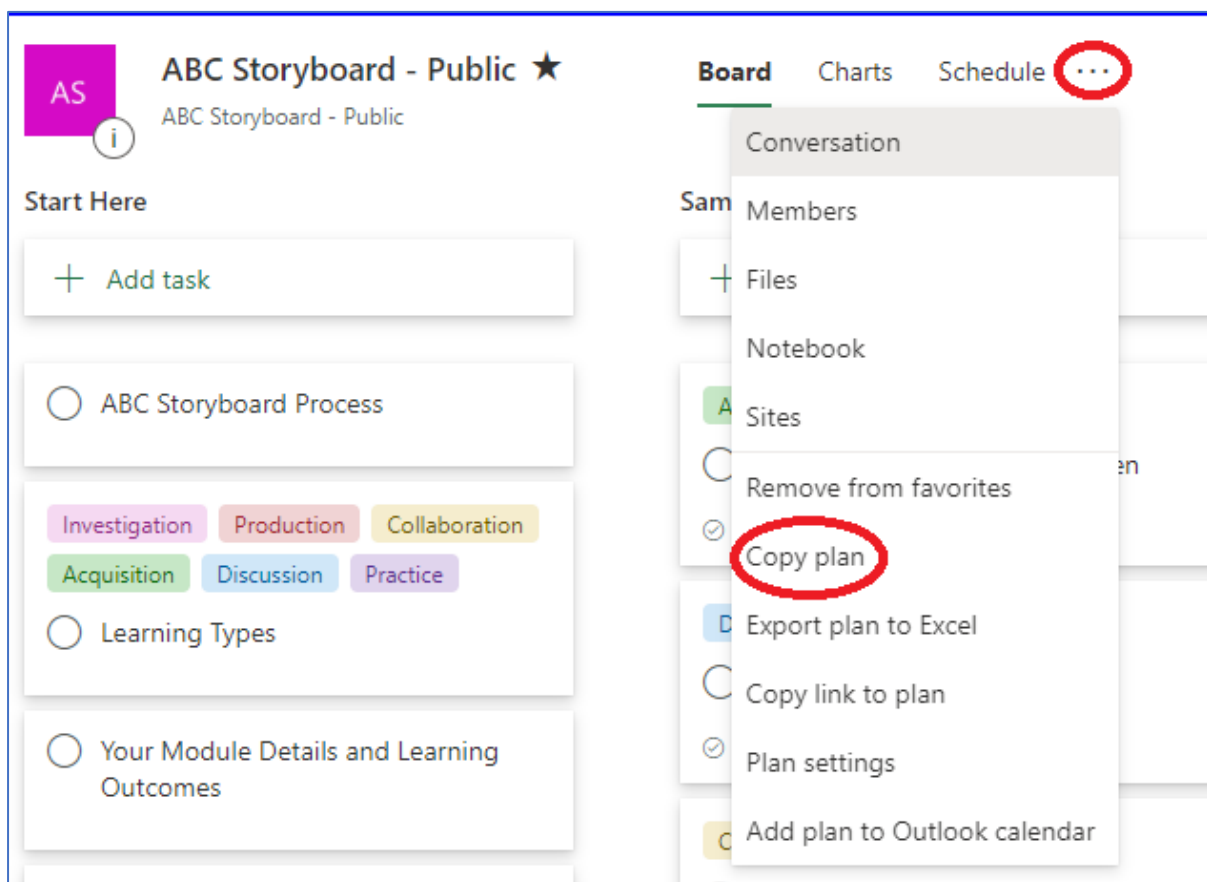 AS
ABC Storyboard - Public ★
ABC Storyboard - Public
i
Board Charts Schedule ···
Start Here
+ Add task
ABC Storyboard Process
Investigation Production Collaboration
Acquisition Discussion Practice
Learning Types
Your Module Details and Learning
Outcomes
Conversation
Members
Files
Notebook
Sites
Remove from favorites
Copy plan
Export plan to Excel
Copy link to plan
Plan settings
Add plan to Outlook calendar